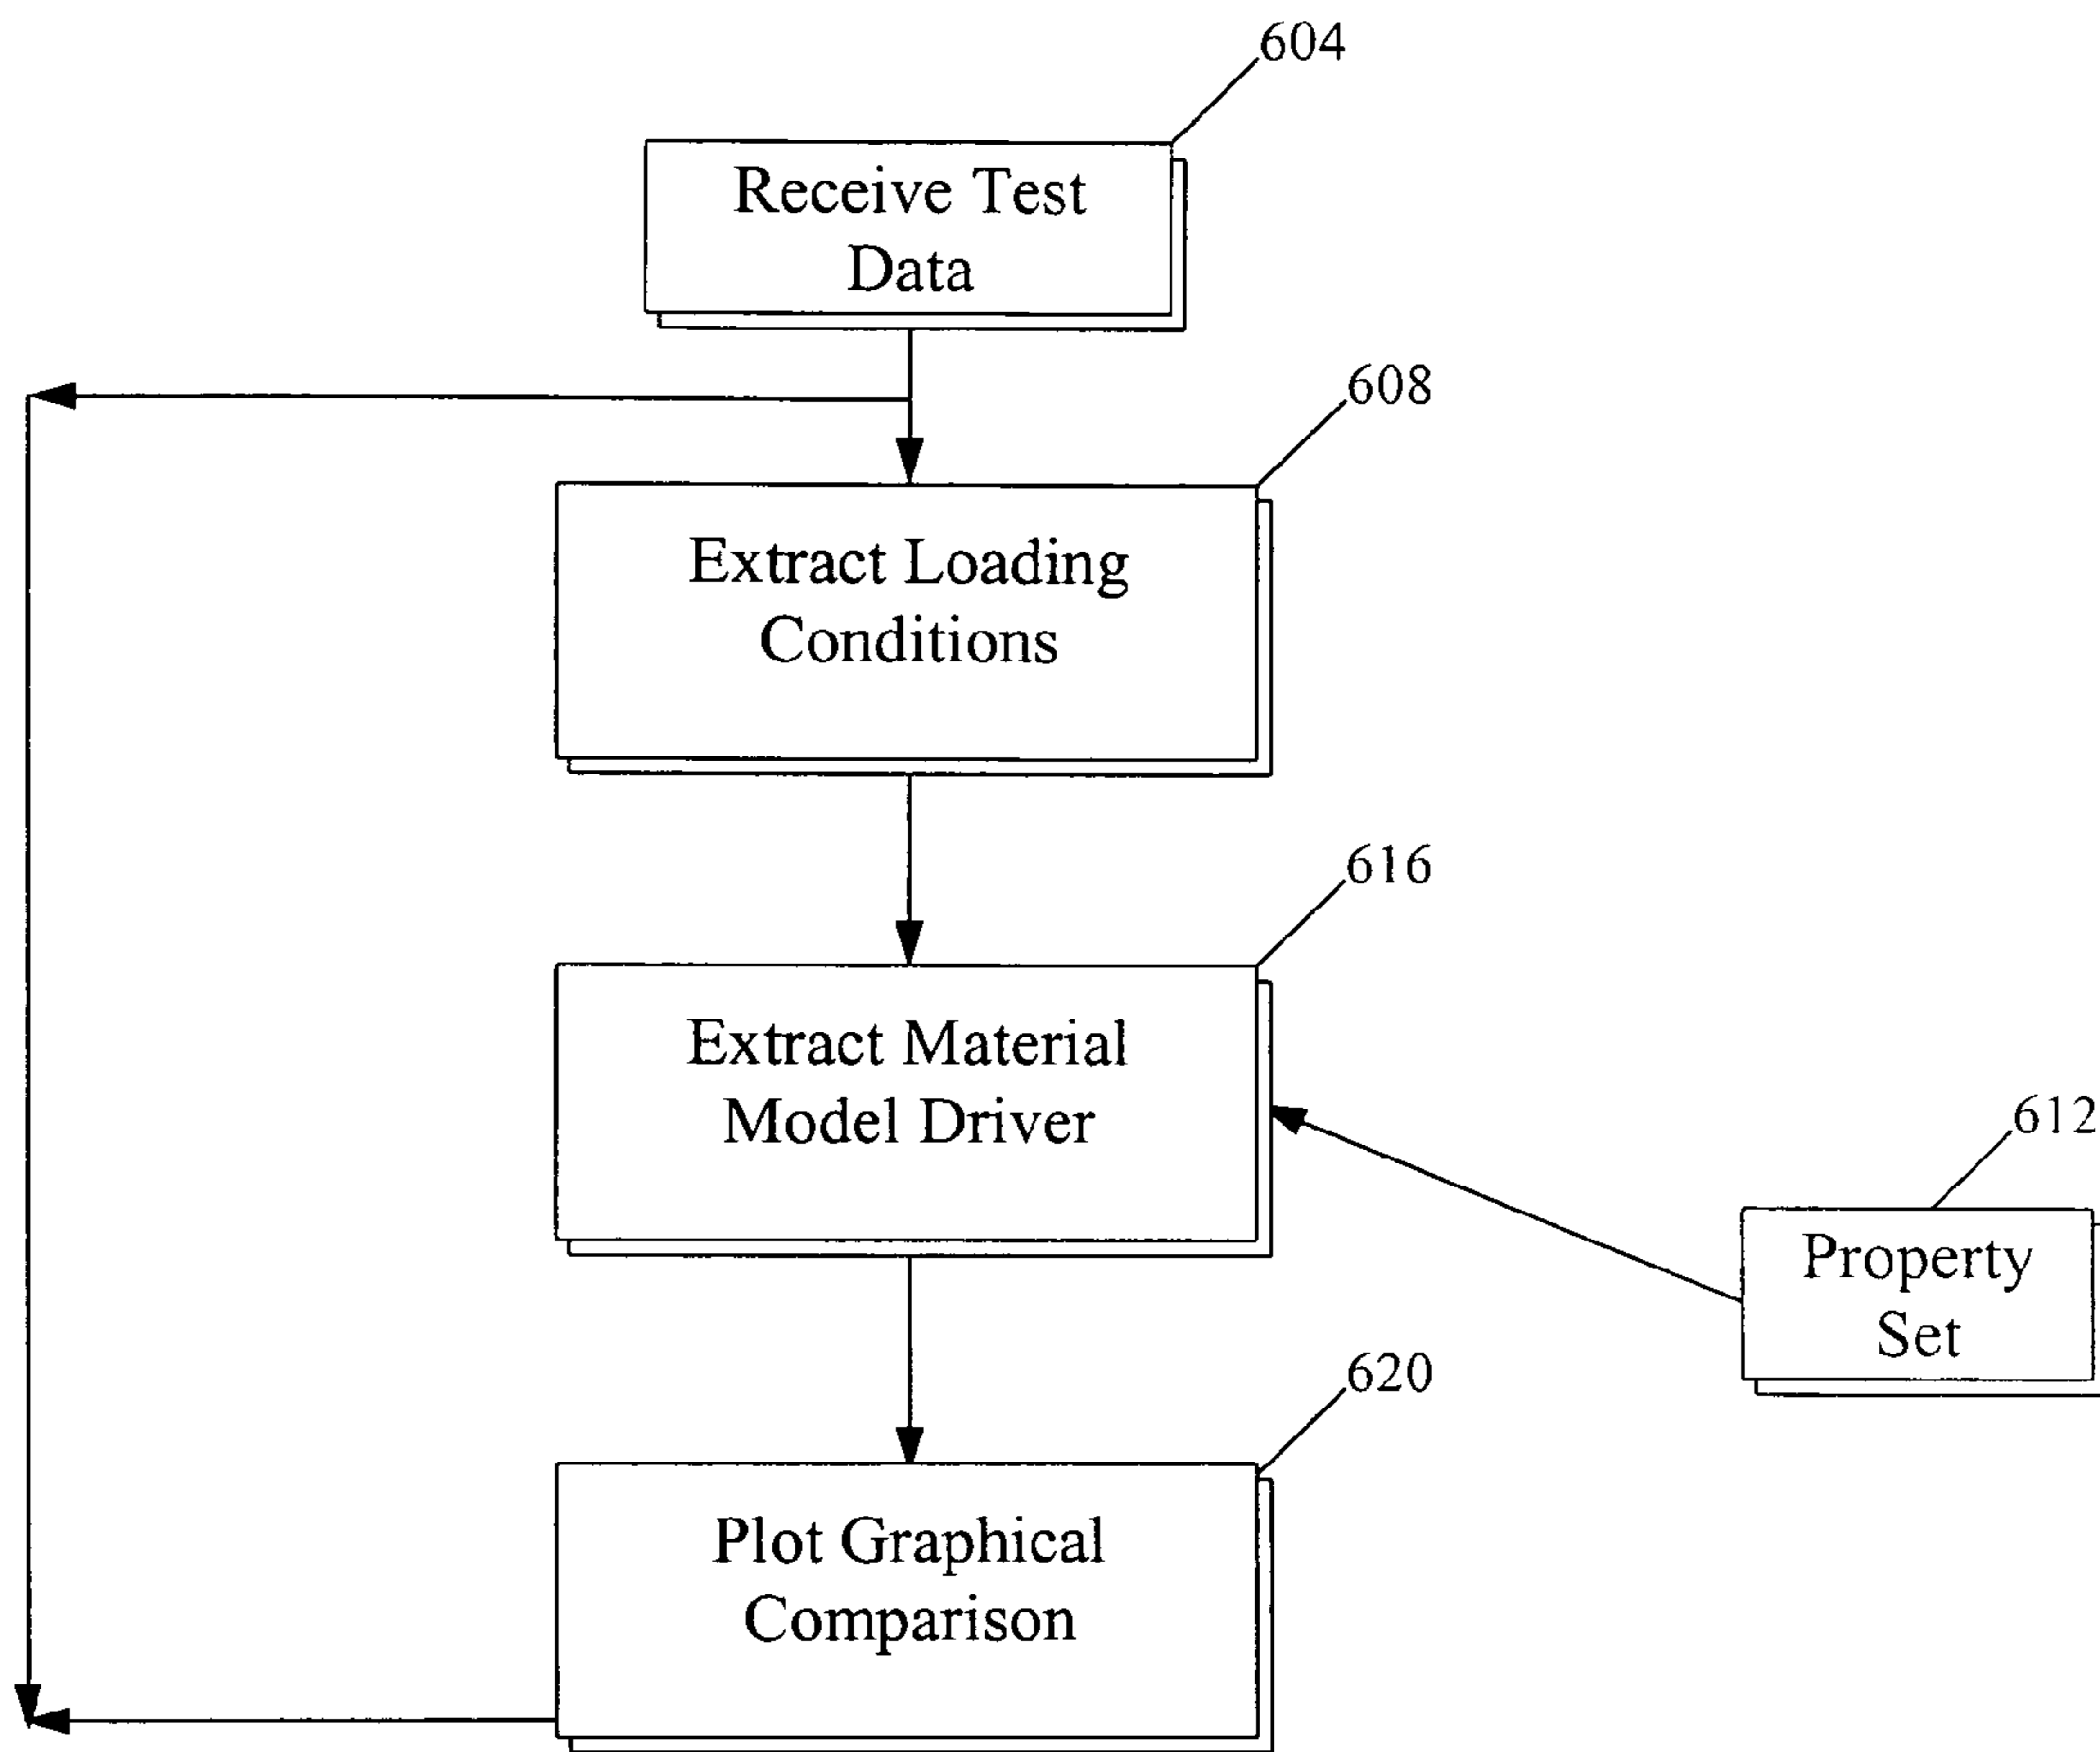 604
Receive Test
Data
608
Extract Loading
Conditions
616
Extract Material
Model Driver
612
Property
Set
620
Plot Graphical
Comparison